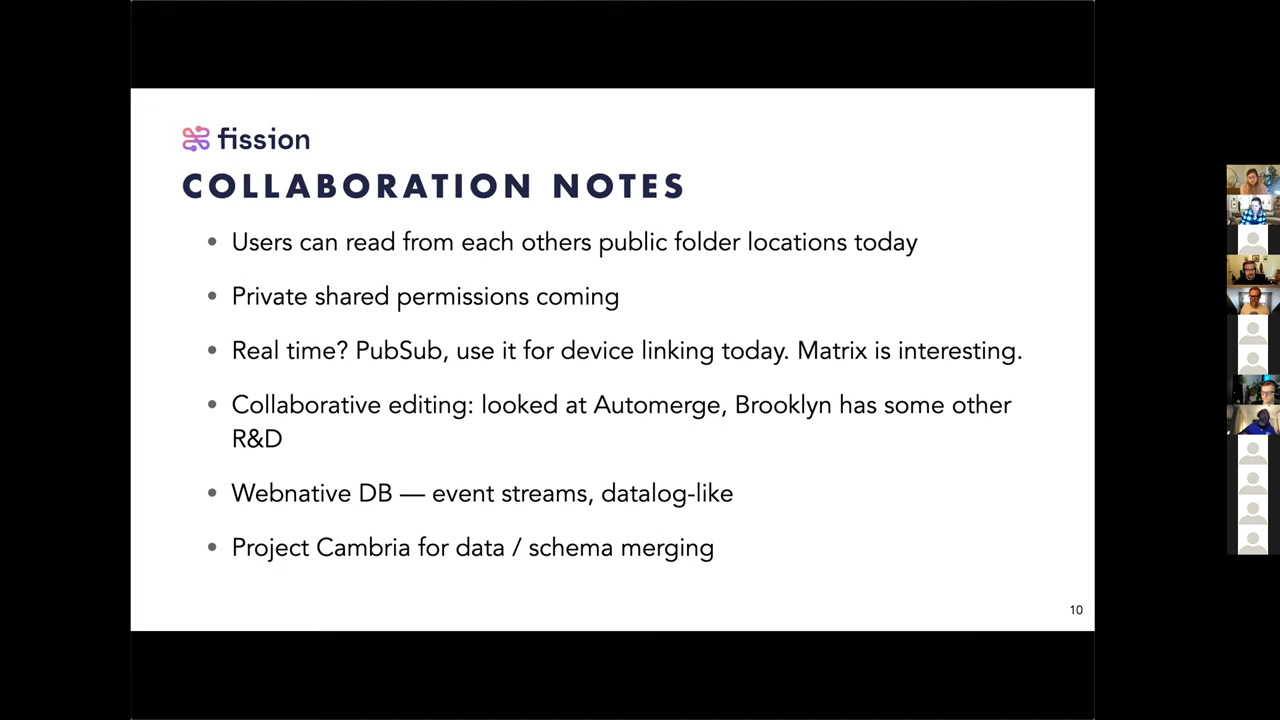 fission
COLLABORATION NOTES
• Users can read from each others public folder locations today
• Private shared permissions coming
• Real time? PubSub, use it for device linking today. Matrix is interesting.
• Collaborative editing: looked at Automerge, Brooklyn has some other
R&D
• Webnative DB — event streams, datalog-like
• Project Cambria for data / schema merging
10